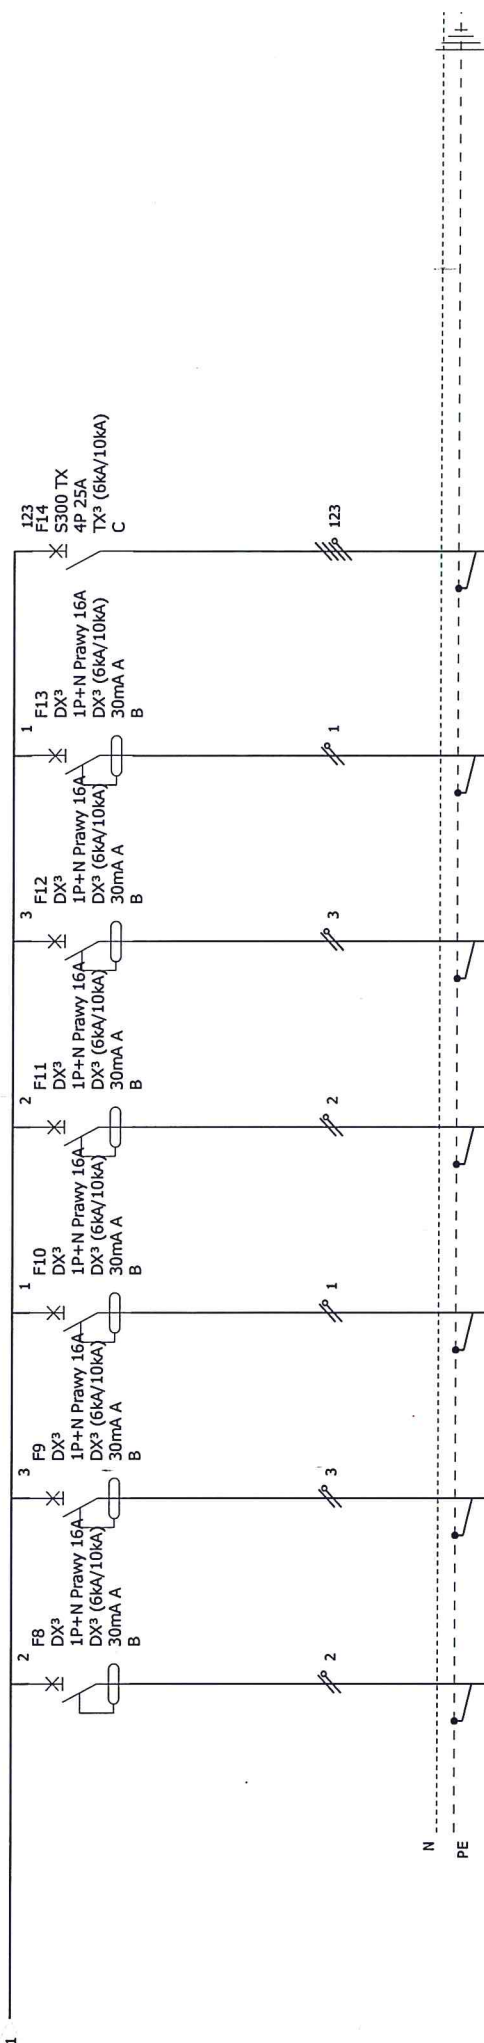 1
2
F8
DX³
1P+N Prawy 16A
DX³ (6kA/10kA)
30mA A
B
2
3
F9
DX³
1P+N Prawy 16A
DX³ (6kA/10kA)
30mA A
B
3
1
F10
DX³
1P+N Prawy 16A
DX³ (6kA/10kA)
30mA A
B
1
2
F11
DX³
1P+N Prawy 16A
DX³ (6kA/10kA)
30mA A
B
2
3
F12
DX³
1P+N Prawy 16A
DX³ (6kA/10kA)
30mA A
B
3
1
F13
DX³
1P+N Prawy 16A
DX³ (6kA/10kA)
30mA A
B
1
123
F14
S300 TX
4P 25A
TX³ (6kA/10kA)
C
123
N
PE